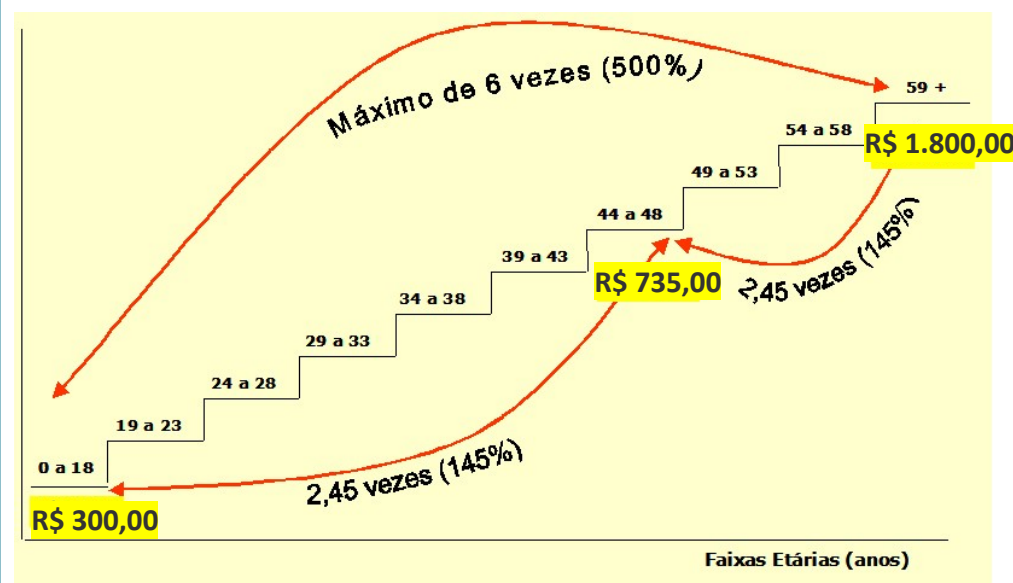 Máximo de 6 vezes (500%)
59 +
54 a 58
R$ 1.800,00
49 a 53
44 a 48
2,45 vezes (145%)
39 a 43
R$ 735,00
34 a 38
29 a 33
24 a 28
19 a 23
0 a 18
2,45 vezes (145%)
R$ 300,00
Faixas Etárias (anos)